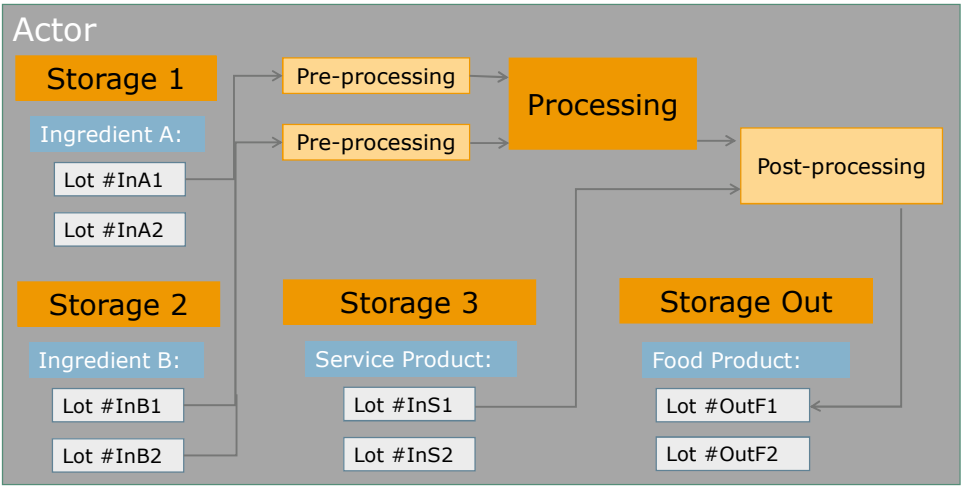 Actor
Storage 1
Ingredient A:
Lot #InA1
Lot #InA2
Pre-processing
Pre-processing
Processing
Post-processing
Storage 2
Ingredient B:
Lot #InB1
Lot #InB2
Storage 3
Service Product:
Lot #InS1
Lot #InS2
Storage Out
Food Product:
Lot #OutF1
Lot #OutF2